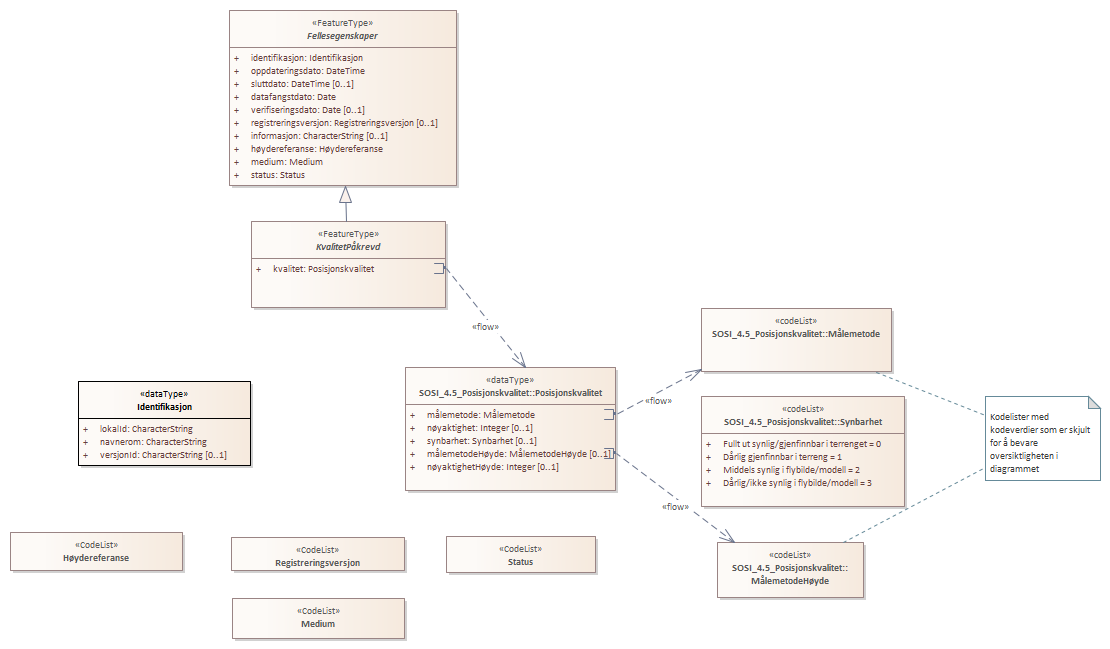 «FeatureType»
Fellesegenskaper
+ identifikasjon: Identifikasjon
+ oppdateringsdato: DateTime
+ sluttdato: DateTime [0..1]
+ datafangstdato: Date
+ verifiseringsdato: Date [0..1]
+ registreringsversjon: Registreringsversjon [0..1]
+ informasjon: CharacterString [0..1]
+ høydereferanse: Høydereferanse
+ medium: Medium
+ status: Status
«FeatureType»
KvalitetPåkrevd
+ kvalitet: Posisjonskvalitet
«flow»
«dataType»
SOSI_4.5_Posisjonskvalitet::Posisjonskvalitet
+ målemetode: Målemetode
+ nøyaktighet: Integer [0..1]
+ synbarhet: Synbarhet [0..1]
+ målemetodeHøyde: MålemetodeHøyde [0..1]
+ nøyaktighetHøyde: Integer [0..1]
«flow»
«flow»
«codeList»
SOSI_4.5_Posisjonskvalitet::Målemetode
«codeList»
SOSI_4.5_Posisjonskvalitet::Synbarhet
+ Fullt ut synlig/gjenfinnbar i terrenget = 0
+ Dårlig gjenfinnbar i terreng = 1
+ Middels synlig i flybilde/modell = 2
+ Dårlig/ikke synlig i flybilde/modell = 3
«codeList»
SOSI_4.5_Posisjonskvalitet::
MålemetodeHøyde
Kodelister med
kodeverdier som er skjult
for å bevare
oversiktligheten i
diagrammet
«dataType»
Identifikasjon
+ lokalId: CharacterString
+ navnerom: CharacterString
+ versjonId: CharacterString [0..1]
«CodeList»
Høydereferanse
«CodeList»
Registreringsversjon
«CodeList»
Status
«CodeList»
Medium